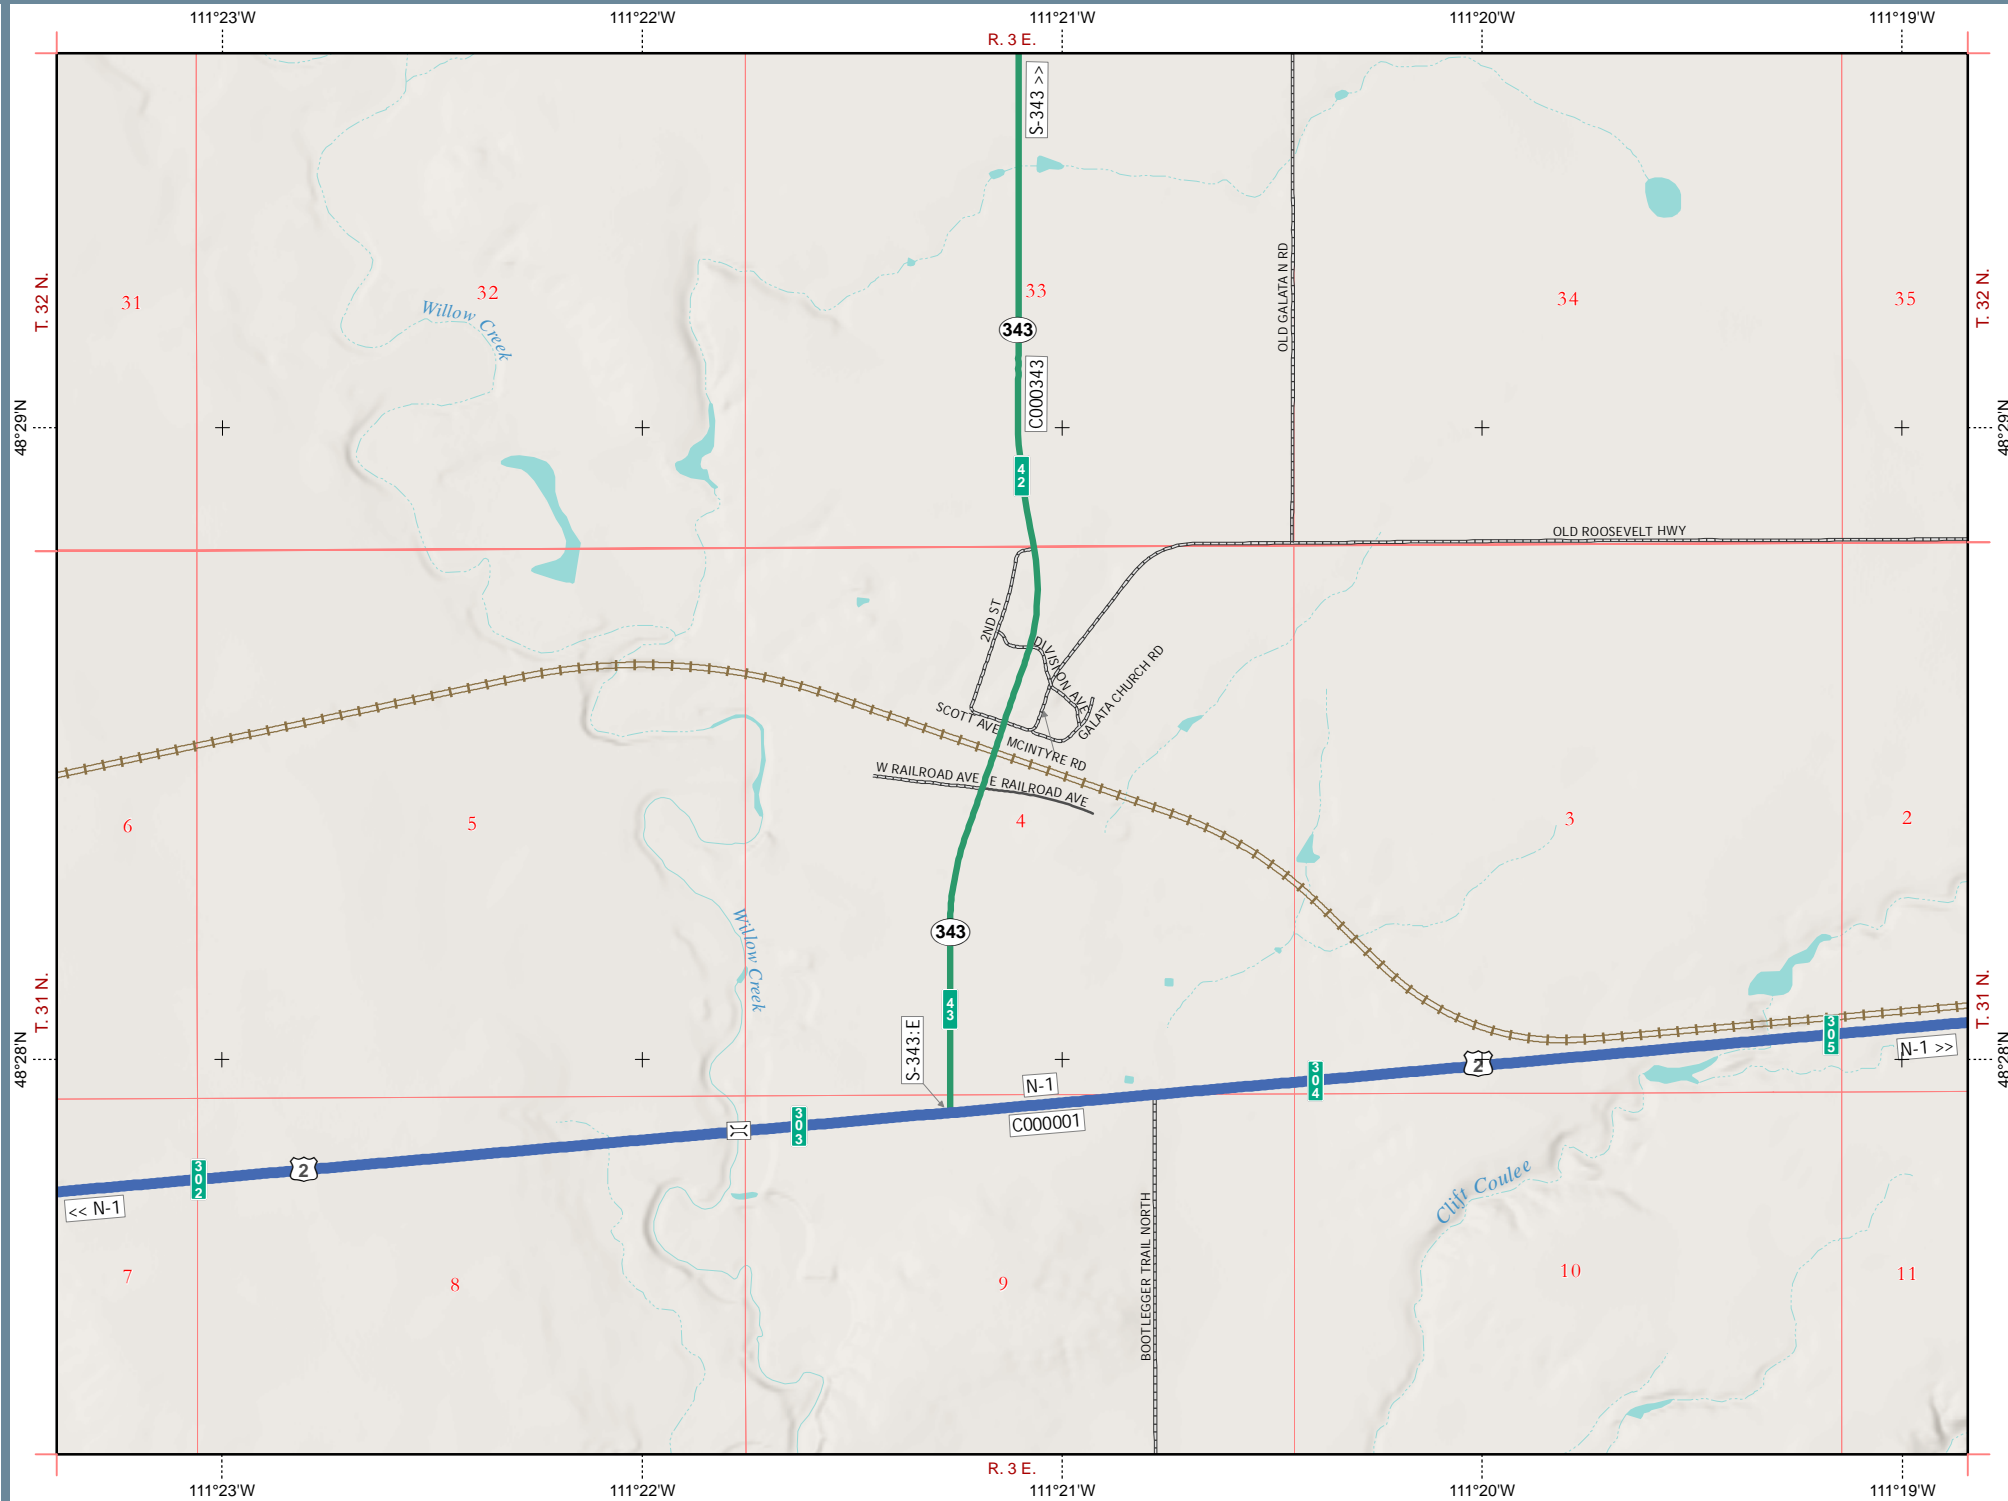 111°23'W
111°22'W
111°21'W
111°20'W
111°19'W
R. 3 E.
S-343 >>
T. 32 N.
T. 32 N.
31
32
33
34
35
Willow Creek
OLD GALATA N RD
343
C000343
48°29'N
48°29'N
42
OLD ROOSEVELT HWY
2ND ST
DIVISION AVE
GALATA CHURCH RD
SCOTT AVE
MCINTYRE RD
W RAILROAD AVE
E RAILROAD AVE
6
5
4
3
2
Willow Creek
343
T. 31 N.
T. 31 N.
43
S-343:E
48°28'N
48°28'N
305
N-1 >>
2
304
N-1
C000001
303
302
2
<< N-1
Clift Coulee
BOOTLEGGER TRAIL NORTH
7
8
9
10
11
R. 3 E.
111°23'W
111°22'W
111°21'W
111°20'W
111°19'W